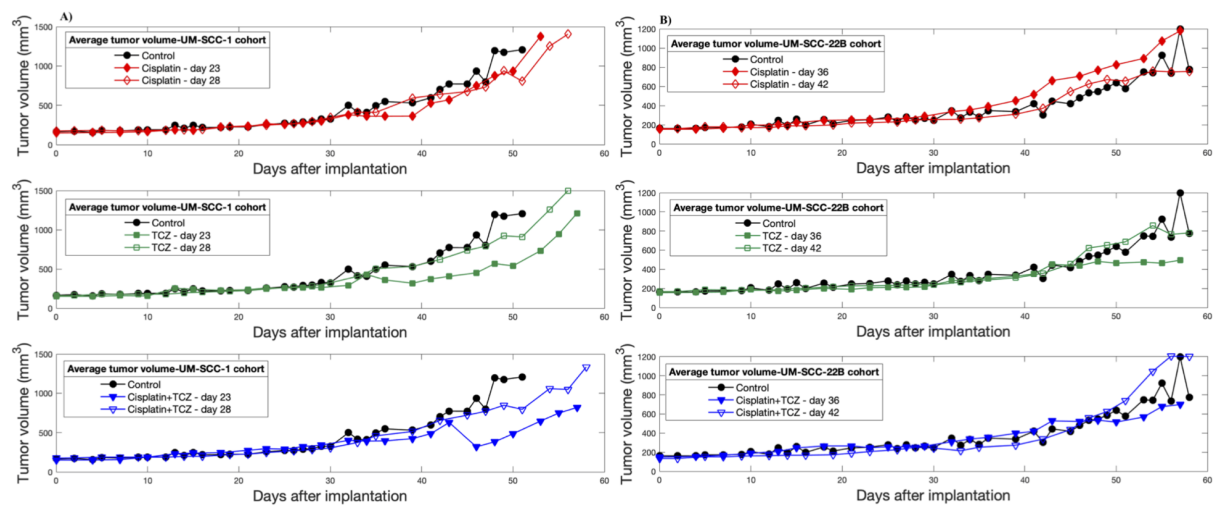 A)
Average tumor volume-UM-SCC-1 cohort
Control
Cisplatin - day 23
Cisplatin - day 28
Tumor volume (mm3)
1500
1000
500
0
0 10 20 30 40 50 60
Days after implantation
Average tumor volume-UM-SCC-1 cohort
Control
TCZ - day 23
TCZ - day 28
Tumor volume (mm3)
1500
1000
500
0
0 10 20 30 40 50 60
Days after implantation
Average tumor volume-UM-SCC-1 cohort
Control
Cisplatin+TCZ - day 23
Cisplatin+TCZ - day 28
Tumor volume (mm3)
1500
1000
500
0
0 10 20 30 40 50 60
Days after implantation
B)
Average tumor volume-UM-SCC-22B cohort
Control
Cisplatin - day 36
Cisplatin - day 42
Tumor volume (mm3)
1200
1000
800
600
400
200
0
0 10 20 30 40 50 60
Days after implantation
Average tumor volume-UM-SCC-22B cohort
Control
TCZ - day 36
TCZ - day 42
Tumor volume (mm3)
1200
1000
800
600
400
200
0
0 10 20 30 40 50 60
Days after implantation
Average tumor volume-UM-SCC-22B cohort
Control
Cisplatin+TCZ - day 36
Cisplatin+TCZ - day 42
Tumor volume (mm3)
1200
1000
800
600
400
200
0
0 10 20 30 40 50 60
Days after implantation